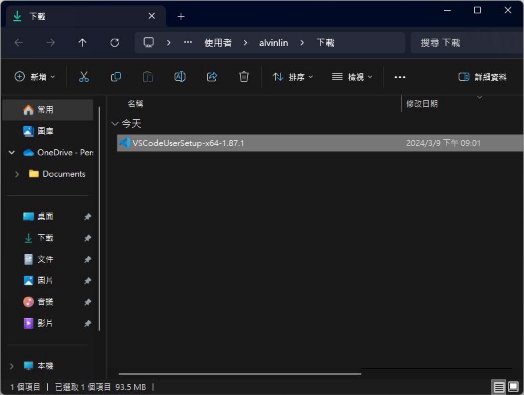 下載
使用者 alvinlin 下載
搜尋 下載
新增 排序 檢視 詳細資料
名稱 修改日期
常用
圖庫
OneDrive - Pers
Documents
今天
VSCodeUserSetup-x64-1.87.1 2024/3/9 下午 09:01
桌面
下載
文件
圖片
音樂
影片
本機
1 個項目 已選取 1 個項目 93.5 MB